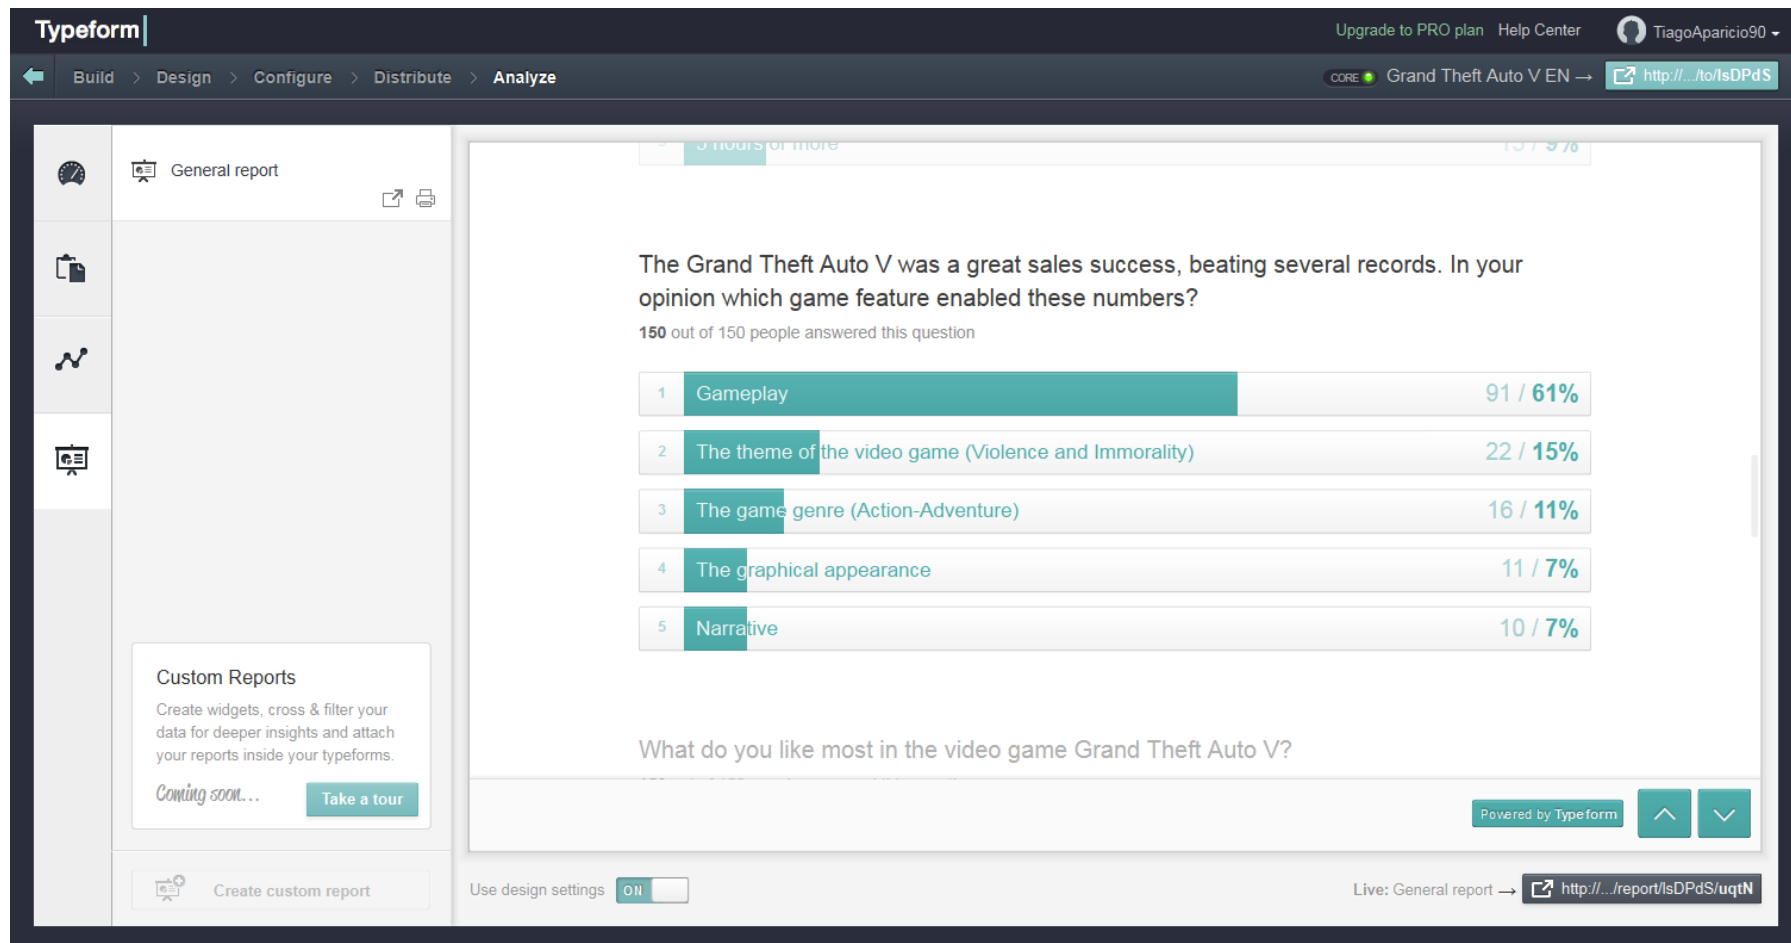 Typeform
Upgrade to PRO plan Help Center TiagoAparicio90
Build > Design > Configure > Distribute > Analyze
CORE Grand Theft Auto V EN → http://.../to/IsDPdS
General report
5 hours or more 9%
The Grand Theft Auto V was a great sales success, beating several records. In your
opinion which game feature enabled these numbers?
150 out of 150 people answered this question
1 Gameplay 91 / 61%
2 The theme of the video game (Violence and Immorality) 22 / 15%
3 The game genre (Action-Adventure) 16 / 11%
4 The graphical appearance 11 / 7%
5 Narrative 10 / 7%
What do you like most in the video game Grand Theft Auto V?
Custom Reports
Create widgets, cross & filter your
data for deeper insights and attach
your reports inside your typeforms.
Coming soon... Take a tour
Powered by Typeform
Create custom report
Use design settings ON
Live: General report → http://.../report/IsDPdS/uqtN